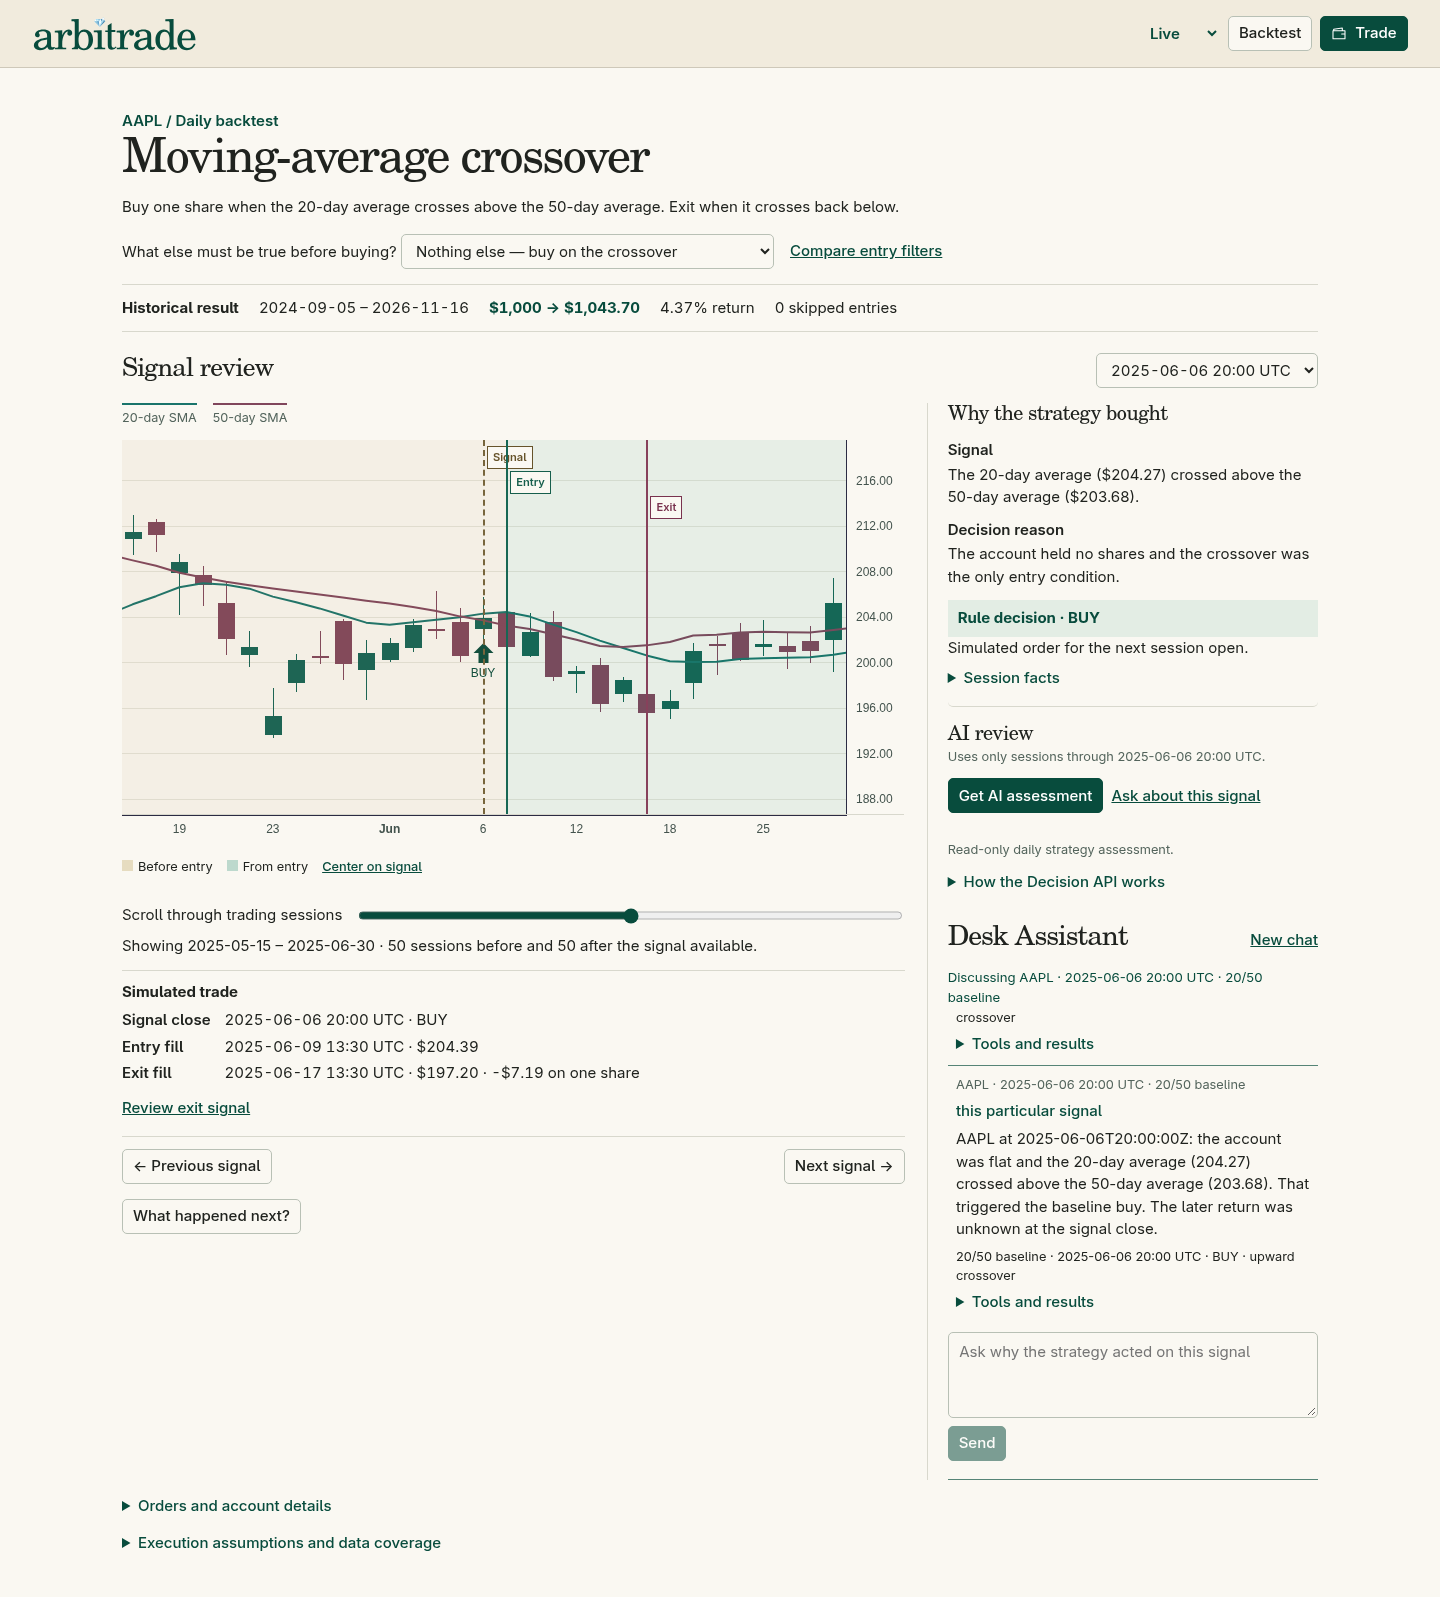 arbitrade
Live
Backtest
Trade
AAPL / Daily backtest
Moving-average crossover
Buy one share when the 20-day average crosses above the 50-day average. Exit when it crosses back below.
What else must be true before buying? Nothing else — buy on the crossover Compare entry filters
Historical result 2024-09-05 – 2026-11-16 $1,000 → $1,043.70 4.37% return 0 skipped entries
Signal review
2025-06-06 20:00 UTC
20-day SMA 50-day SMA
Signal
Entry
Exit
BUY
216.00
212.00
208.00
204.00
200.00
196.00
192.00
188.00
19 23 Jun 6 12 18 25
Before entry From entry Center on signal
Scroll through trading sessions
Showing 2025-05-15 – 2025-06-30 · 50 sessions before and 50 after the signal available.
Simulated trade
Signal close 2025-06-06 20:00 UTC · BUY
Entry fill 2025-06-09 13:30 UTC · $204.39
Exit fill 2025-06-17 13:30 UTC · $197.20 · -$7.19 on one share
Review exit signal
← Previous signal
Next signal →
What happened next?
Why the strategy bought
Signal
The 20-day average ($204.27) crossed above the
50-day average ($203.68).
Decision reason
The account held no shares and the crossover was
the only entry condition.
Rule decision · BUY
Simulated order for the next session open.
Session facts
AI review
Uses only sessions through 2025-06-06 20:00 UTC.
Get AI assessment Ask about this signal
Read-only daily strategy assessment.
How the Decision API works
Desk Assistant
New chat
Discussing AAPL · 2025-06-06 20:00 UTC · 20/50
baseline
crossover
Tools and results
AAPL · 2025-06-06 20:00 UTC · 20/50 baseline
this particular signal
AAPL at 2025-06-06T20:00:00Z: the account
was flat and the 20-day average (204.27)
crossed above the 50-day average (203.68). That
triggered the baseline buy. The later return was
unknown at the signal close.
20/50 baseline · 2025-06-06 20:00 UTC · BUY · upward
crossover
Tools and results
Ask why the strategy acted on this signal
Send
Orders and account details
Execution assumptions and data coverage